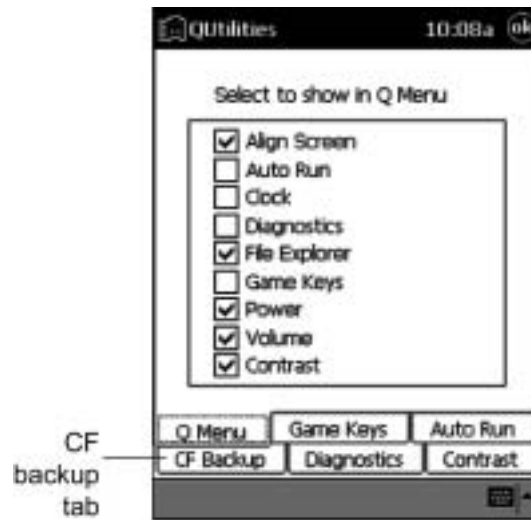 QUtilities 10:08a ok
Select to show in Q Menu
Align Screen
Auto Run
Clock
Diagnostics
File Explorer
Game Keys
Power
Volume
Contrast
Q Menu Game Keys Auto Run
CF Backup Diagnostics Contrast
CF
backup
tab